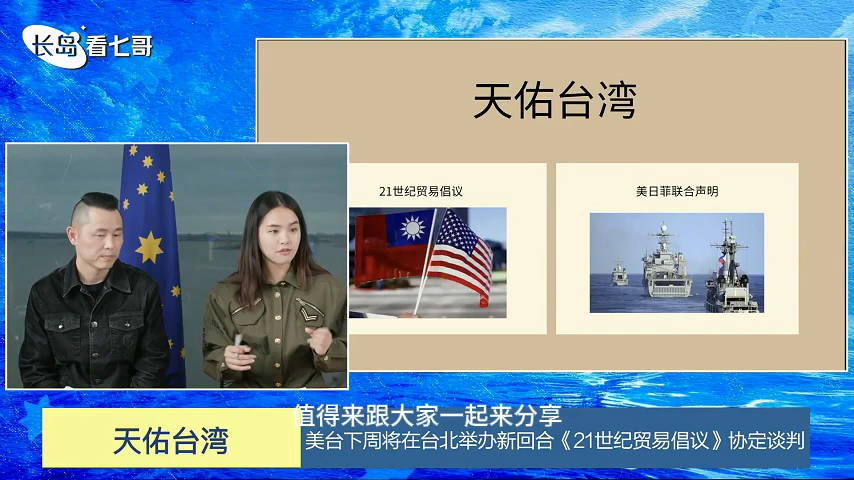 长岛看七哥
天佑台湾
21世纪贸易倡议
美日菲联合声明
值得来跟大家一起来分享
天佑台湾
美台下周将在台北举办新回合《21世纪贸易倡议》协定谈判